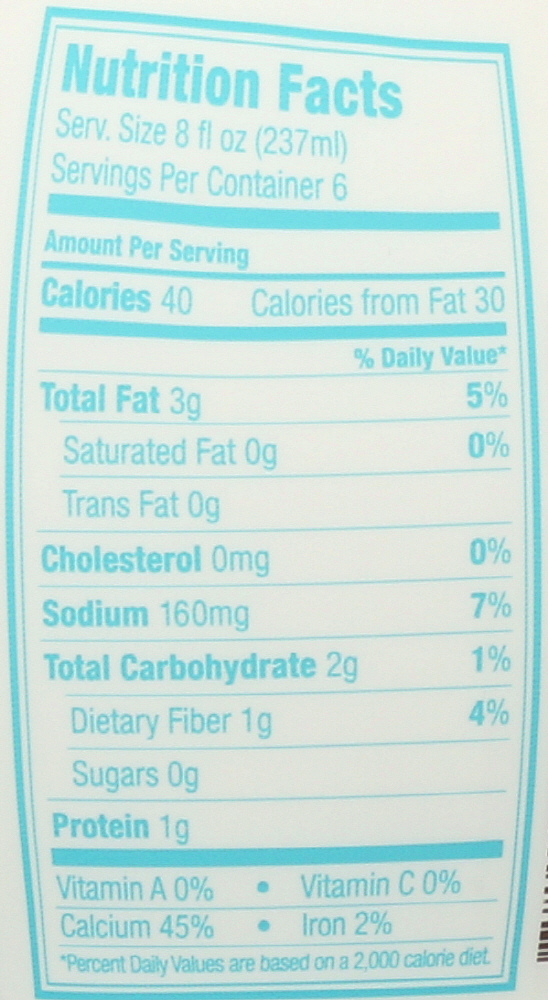 Nutrition Facts
Serv. Size 8 fl oz (237ml)
Servings Per Container 6
Amount Per Serving
Calories 40 Calories from Fat 30
% Daily Value*
Total Fat 3g 5%
Saturated Fat 0g 0%
Trans Fat 0g
Cholesterol 0mg 0%
Sodium 160mg 7%
Total Carbohydrate 2g 1%
Dietary Fiber 1g 4%
Sugars 0g
Protein 1g
Vitamin A 0% • Vitamin C 0%
Calcium 45% • Iron 2%
*Percent Daily Values are based on a 2,000 calorie diet.